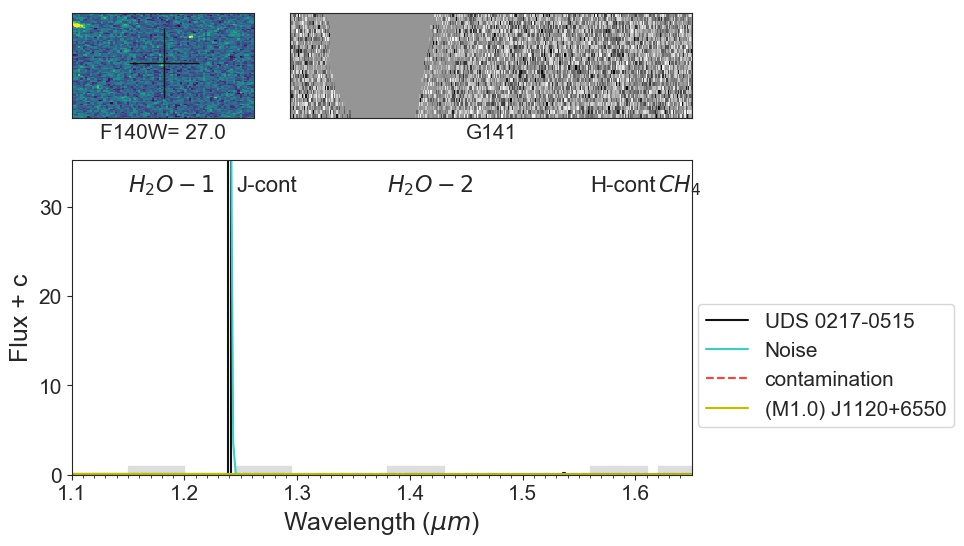 F140W= 27.0
G141
H₂O − 1
J-cont
H₂O − 2
H-cont
CH₄
Flux + c
30
20
10
0
1.1
1.2
1.3
1.4
1.5
1.6
Wavelength (μm)
UDS 0217-0515
Noise
contamination
(M1.0) J1120+6550